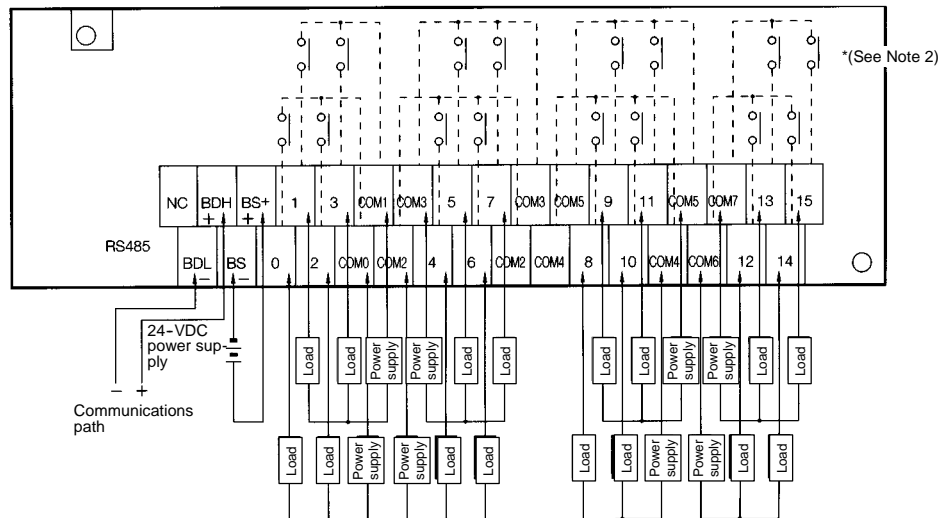 *(See Note 2)
NC BDH + BS+ + 1 3 COM1 COM3 5 7 COM3 COM5 9 11 COM5 COM7 13 15
RS485
BDL − BS − 0 2 COM0 COM2 4 6 COM2 COM4 8 10 COM4 COM6 12 14
24-VDC
power sup-
ply
Load Load Power supply Power supply Load Load Load Load Power supply Power supply Load Load
− +
Communications
path
Load Load Power supply Power supply Load Load Load Load Power supply Power supply Load Load